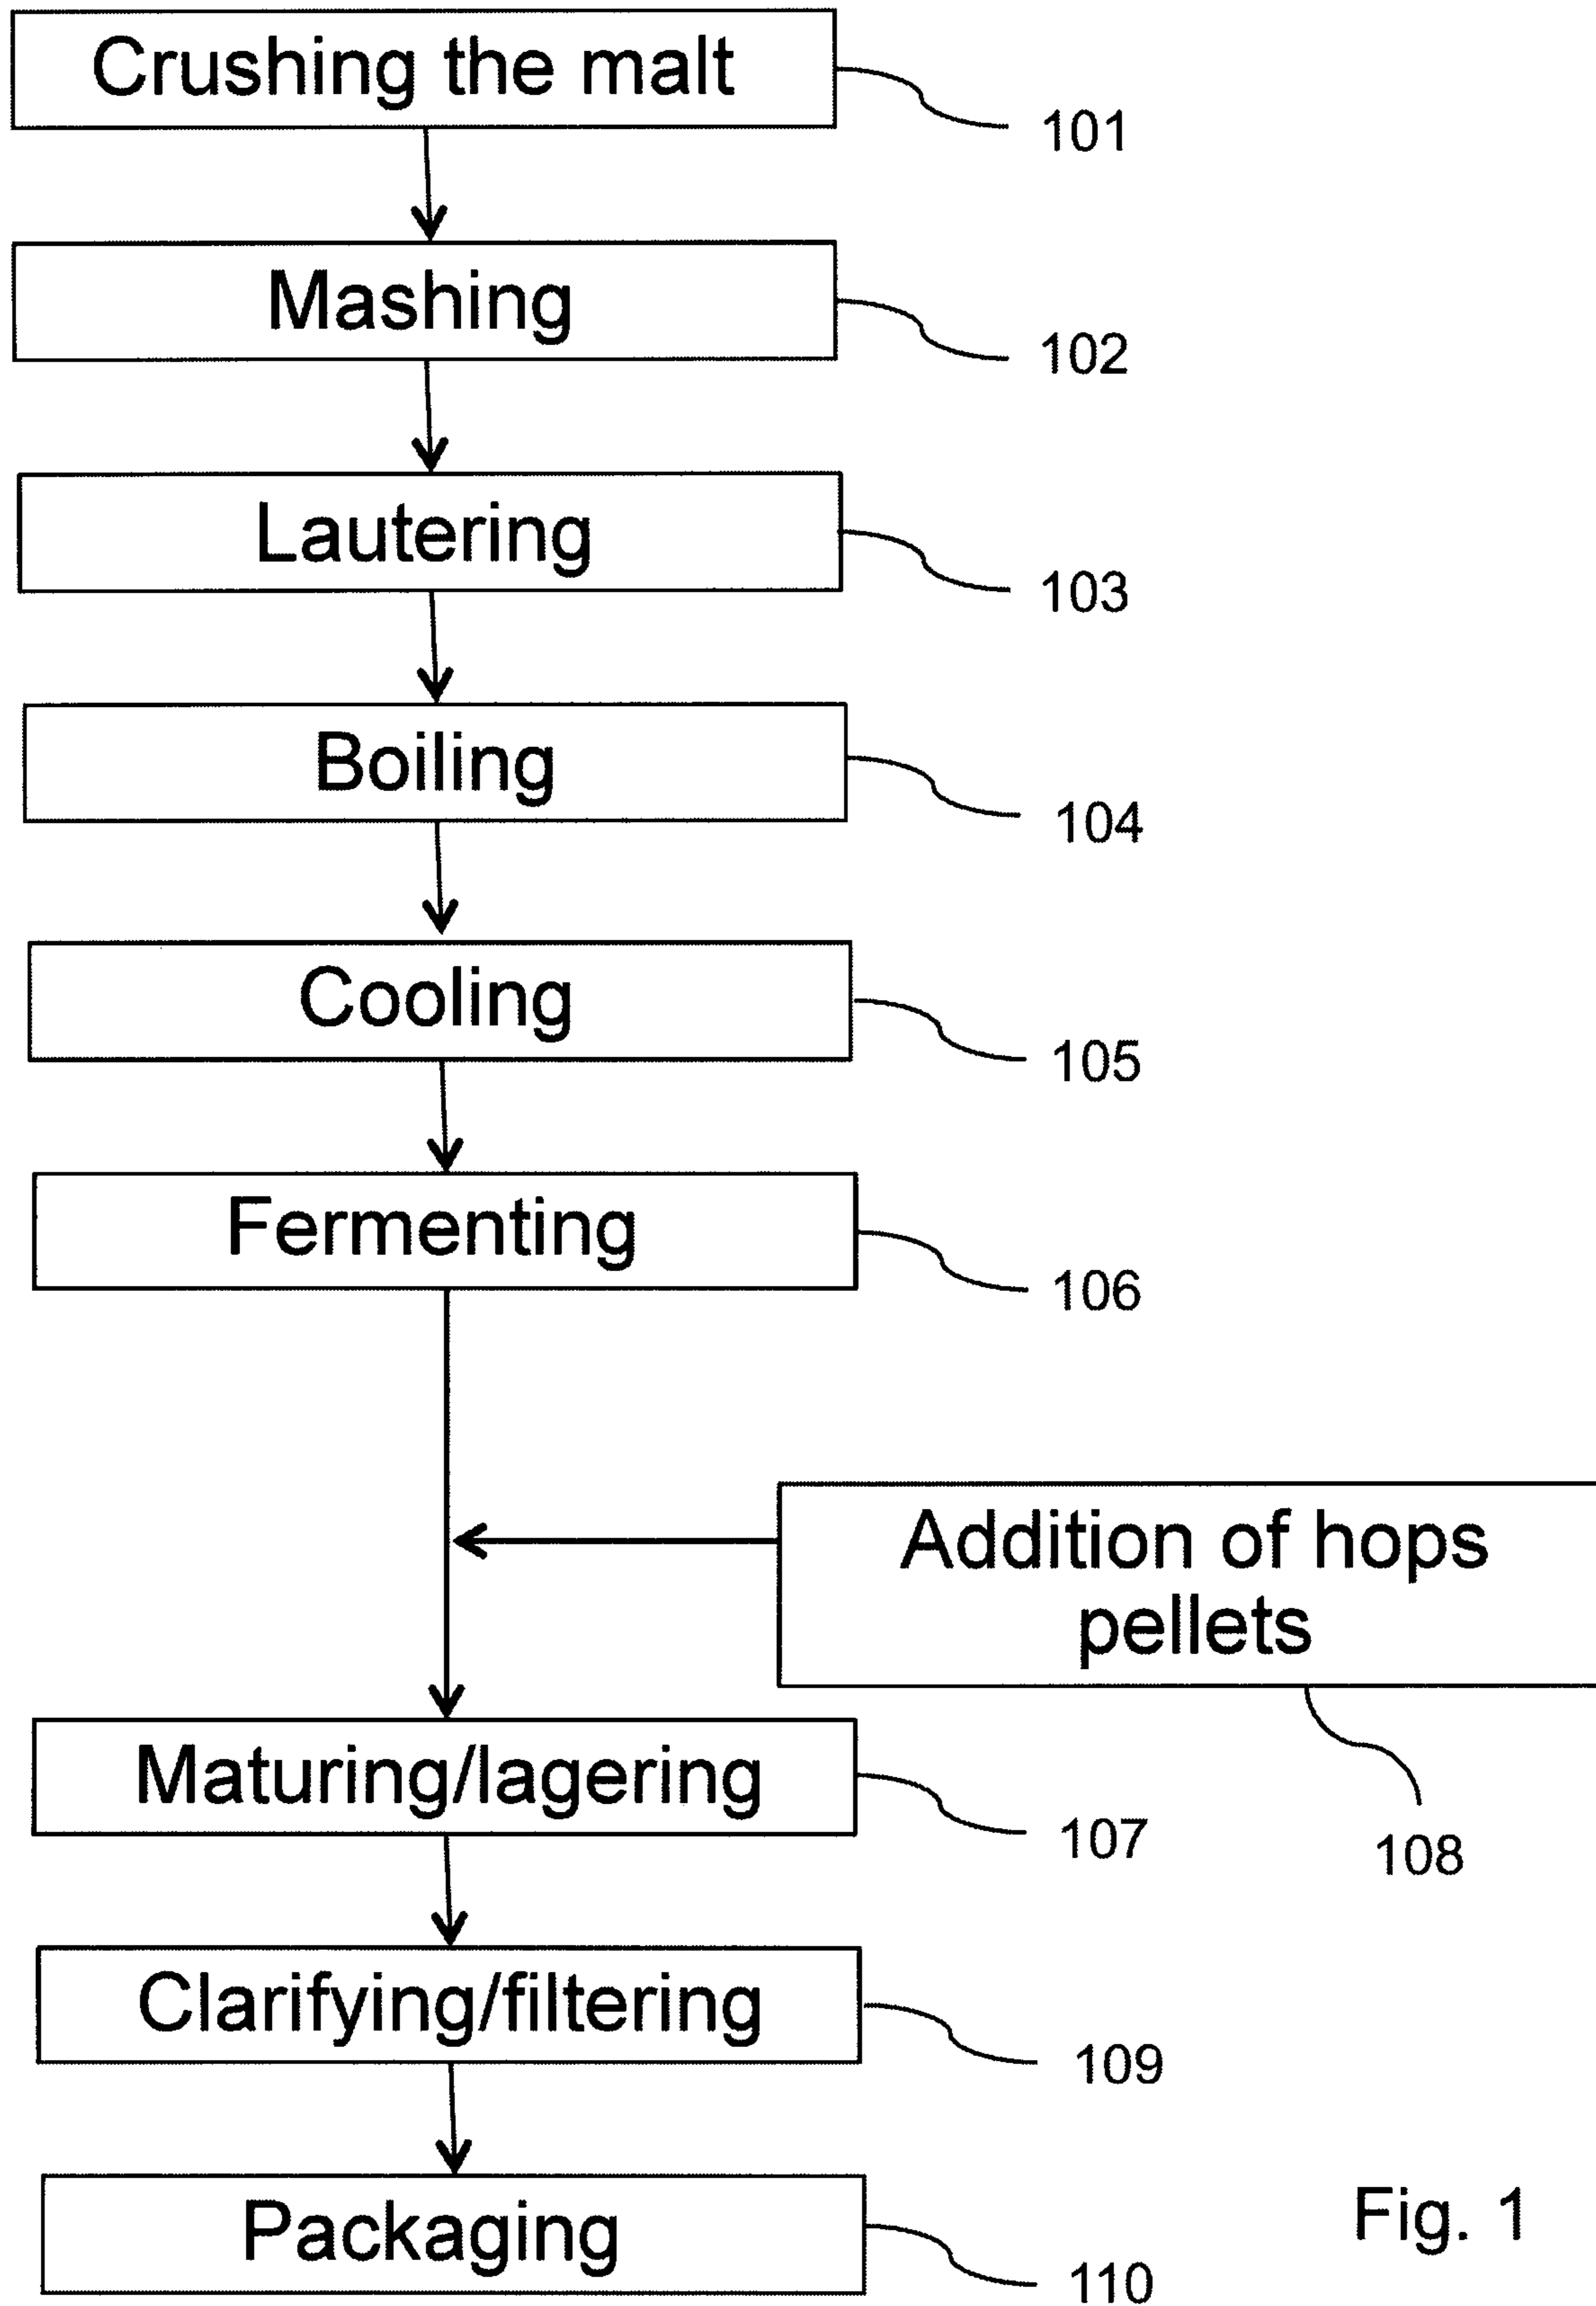 Crushing the malt
101
Mashing
102
Lautering
103
Boiling
104
Cooling
105
Fermenting
106
Addition of hops
pellets
108
Maturing/lagering
107
Clarifying/filtering
109
Packaging
110
Fig. 1